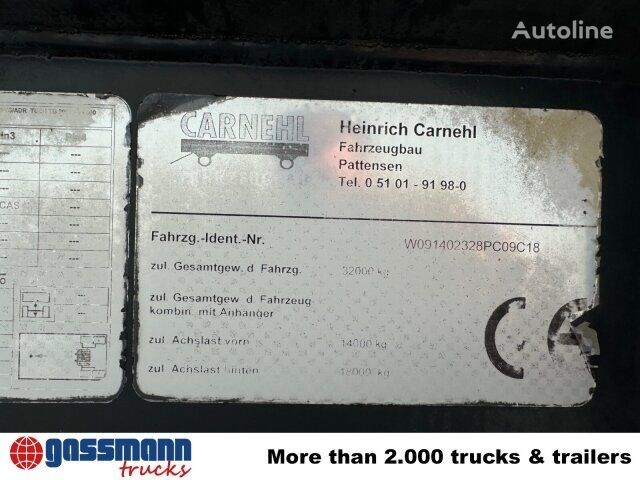 Autoline
CARNEHL
Heinrich Carnehl
Fahrzeugbau
Pattensen
Tel. 0 51 01 - 91 98-0
Fahrzg.-Ident.-Nr. W091402328PC09C18
zul. Gesamtgew. d Fahrzg. 32000 kg
zul. Gesamtgew d Fahrzeug-
kombin. mit Anhänger
zul Achslast vorn 14000 kg
zul. Achslast hinten 18000 kg
CE
gassmann
trucks
More than 2.000 trucks & trailers